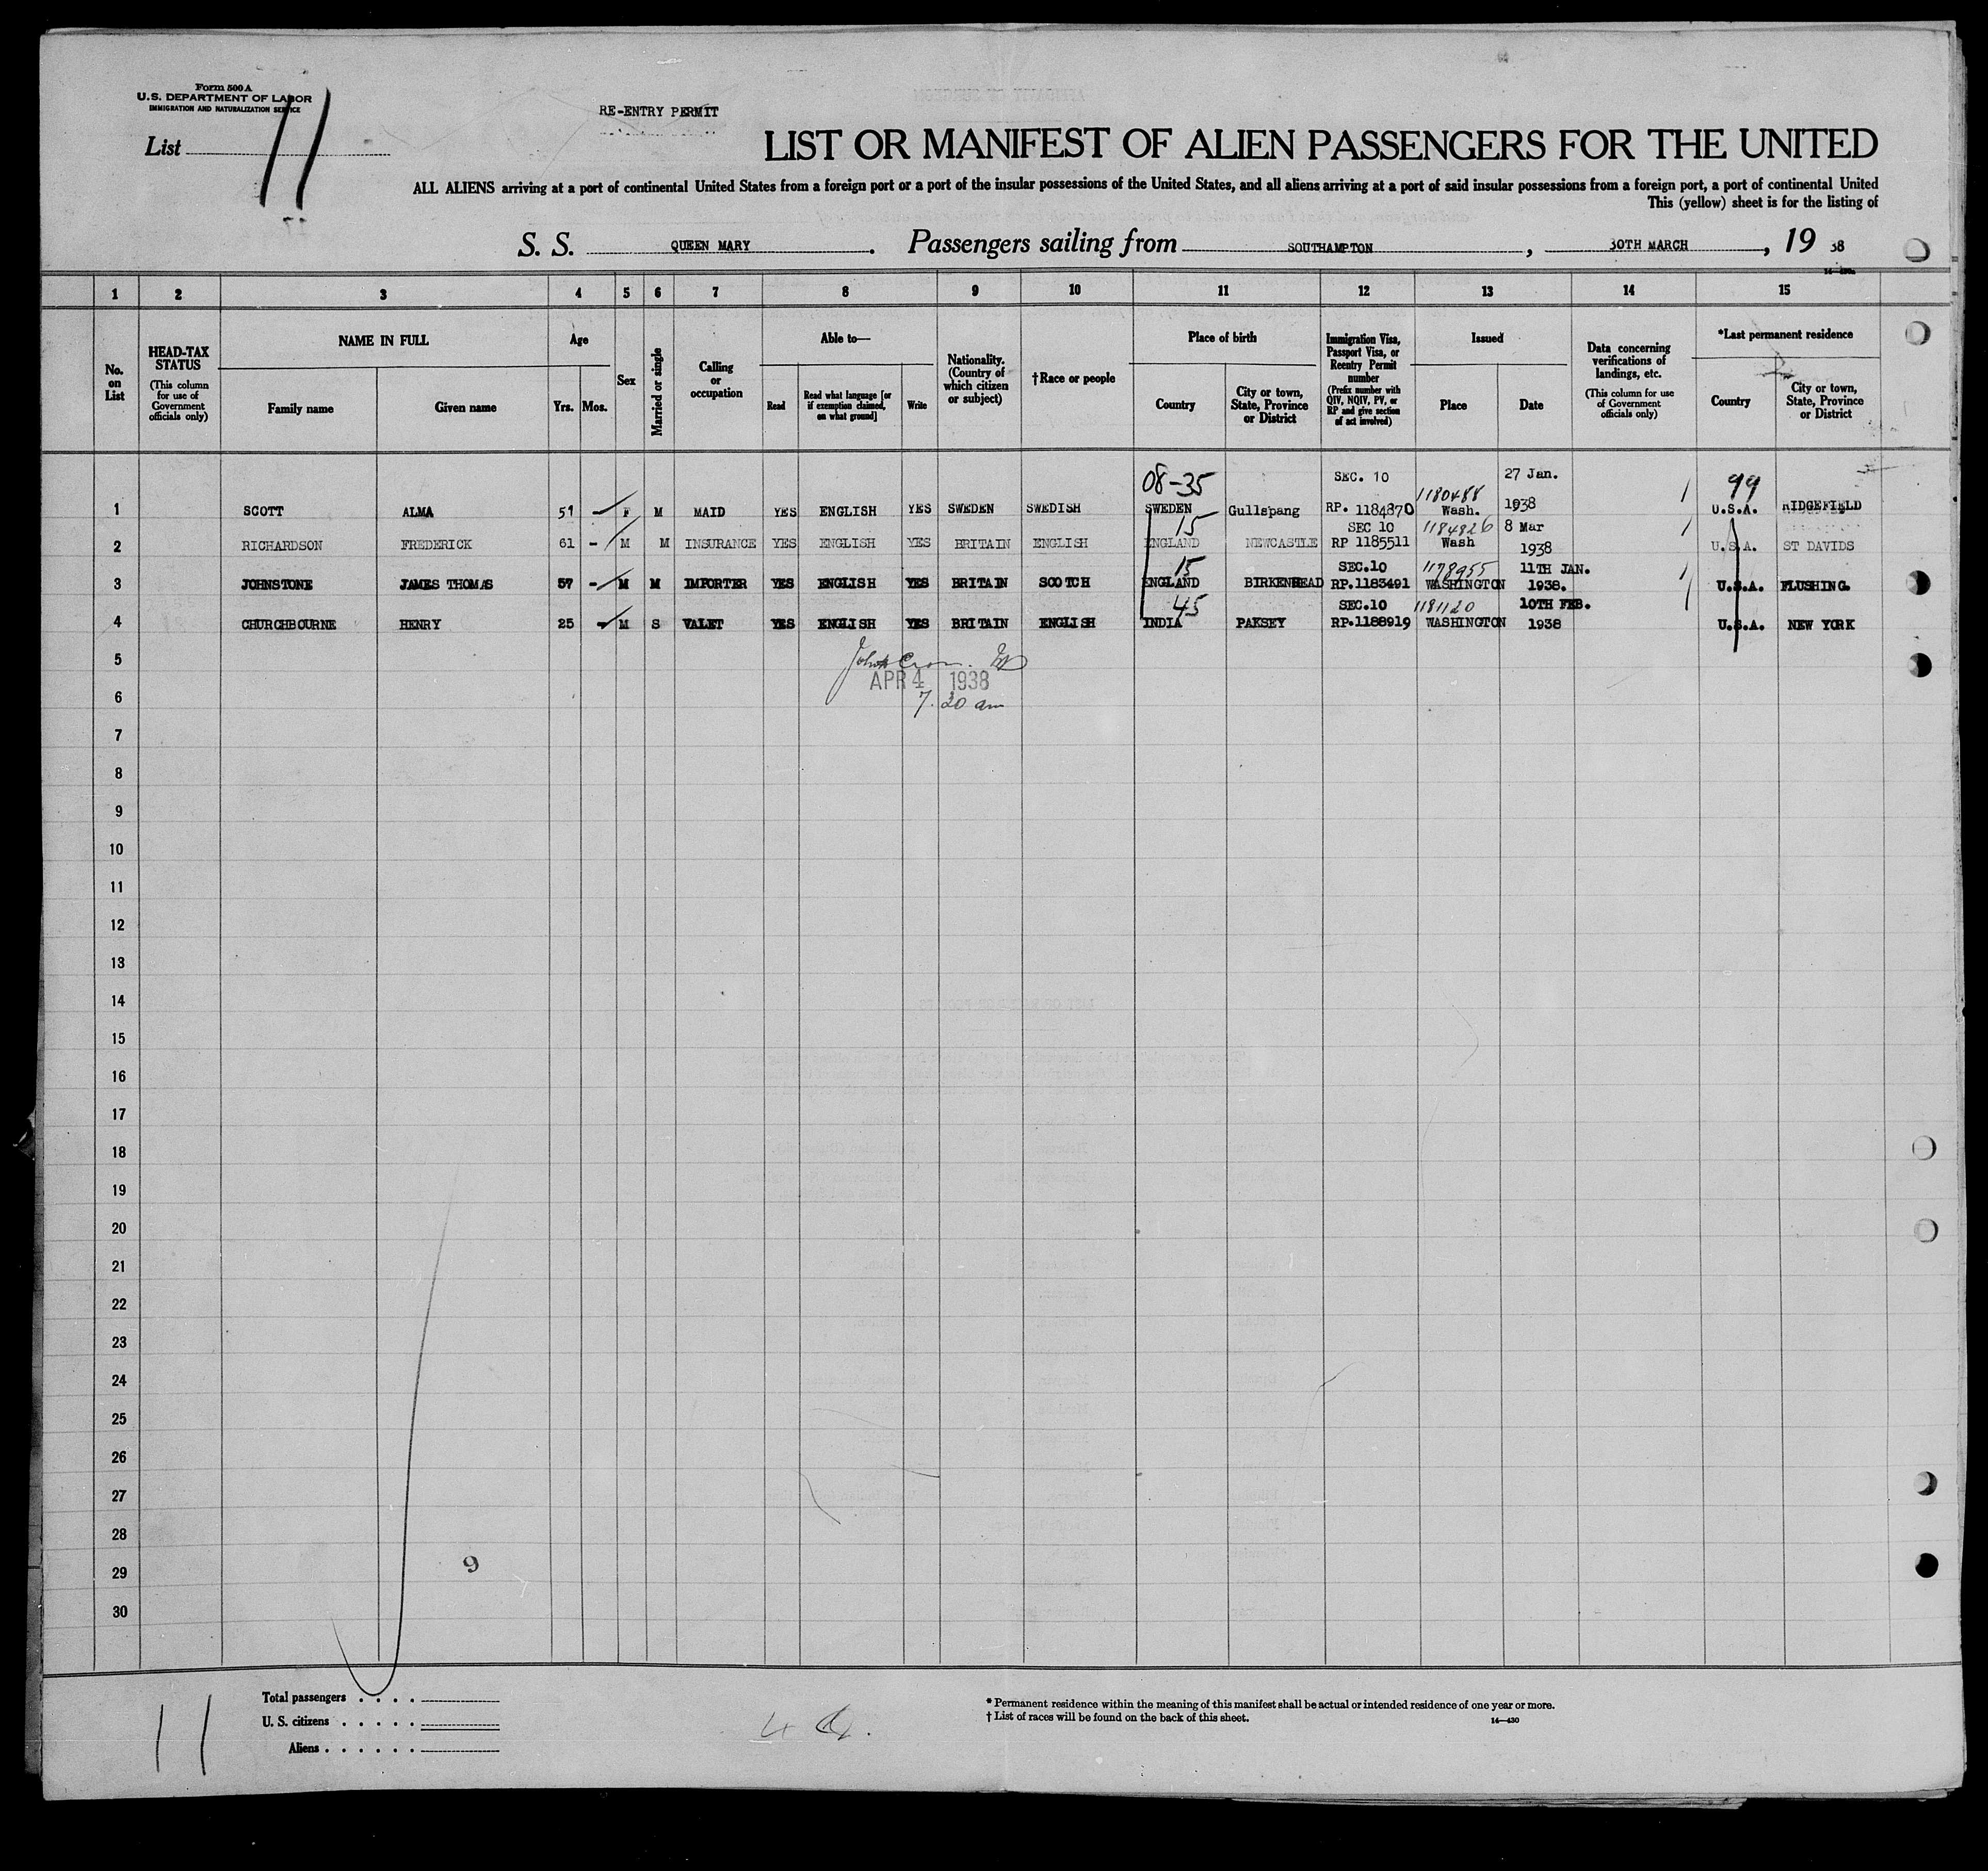 Form 500 A
U.S. DEPARTMENT OF LABOR
IMMIGRATION AND NATURALIZATION SERVICE
List 11
RE-ENTRY PERMIT
LIST OR MANIFEST OF ALIEN PASSENGERS FOR THE UNITED
ALL ALIENS arriving at a port of continental United States from a foreign port or a port of the insular possessions of the United States, and all aliens arriving at a port of said insular possessions from a foreign port, a port of continental United
This (yellow) sheet is for the listing of
S. S. QUEEN MARY. Passengers sailing from SOUTHAMPTON, 30TH MARCH, 19 38
1 2 3 4 5 6 7 8 9 10 11 12 13 14 15
No. on List
HEAD-TAX STATUS (This column for use of Government officials only)
NAME IN FULL
Family name
Given name
Age
Yrs. Mos.
Sex
Married or single
Calling or occupation
Able to—
Read
Read what language [or if exemption claimed, on what ground]
Write
Nationality. (Country of which citizen or subject)
†Race or people
Place of birth
Country
City or town, State, Province or District
Immigration Visa, Passport Visa, or Reentry Permit number (Prefix number with QIV, NQIV, PV, or RP and give section of act involved)
Issued
Place
Date
Data concerning verifications of landings, etc. (This column for use of Government officials only)
*Last permanent residence
Country
City or town, State, Province or District
08-35 SEC. 10 1180488 27 Jan. 99
1 SCOTT ALMA 51 - F M MAID YES ENGLISH YES SWEDEN SWEDISH SWEDEN Gullspang RP. 1184870 Wash. 1938 U.S.A. RIDGEFIELD
15 SEC 10 1184926 8 Mar
2 RICHARDSON FREDERICK 61 - M M INSURANCE YES ENGLISH YES BRITAIN ENGLISH ENGLAND NEWCASTLE RP 1185511 Wash 1938 U.S.A. ST DAVIDS
15 SEC.10 1178955 11TH JAN.
3 JOHNSTONE JAMES THOMAS 57 - M M IMPORTER YES ENGLISH YES BRITAIN SCOTCH ENGLAND BIRKENHEAD RP.1183491 WASHINGTON 1938. U.S.A. FLUSHING.
45 SEC.10 1181120 10TH FEB.
4 CHURCHBOURNE HENRY 25 - M S VALET YES ENGLISH YES BRITAIN ENGLISH INDIA PAKSEY RP.1188919 WASHINGTON 1938 U.S.A. NEW YORK
5
APR 4 1938
6
7.20 am
7
8
9
10
11
12
13
14
15
16
17
18
19
20
21
22
23
24
25
26
27
28
29
9
30
11
Total passengers . . . .
U. S. citizens . . . . .
Aliens . . . . . .
* Permanent residence within the meaning of this manifest shall be actual or intended residence of one year or more.
† List of races will be found on the back of this sheet.
14—430